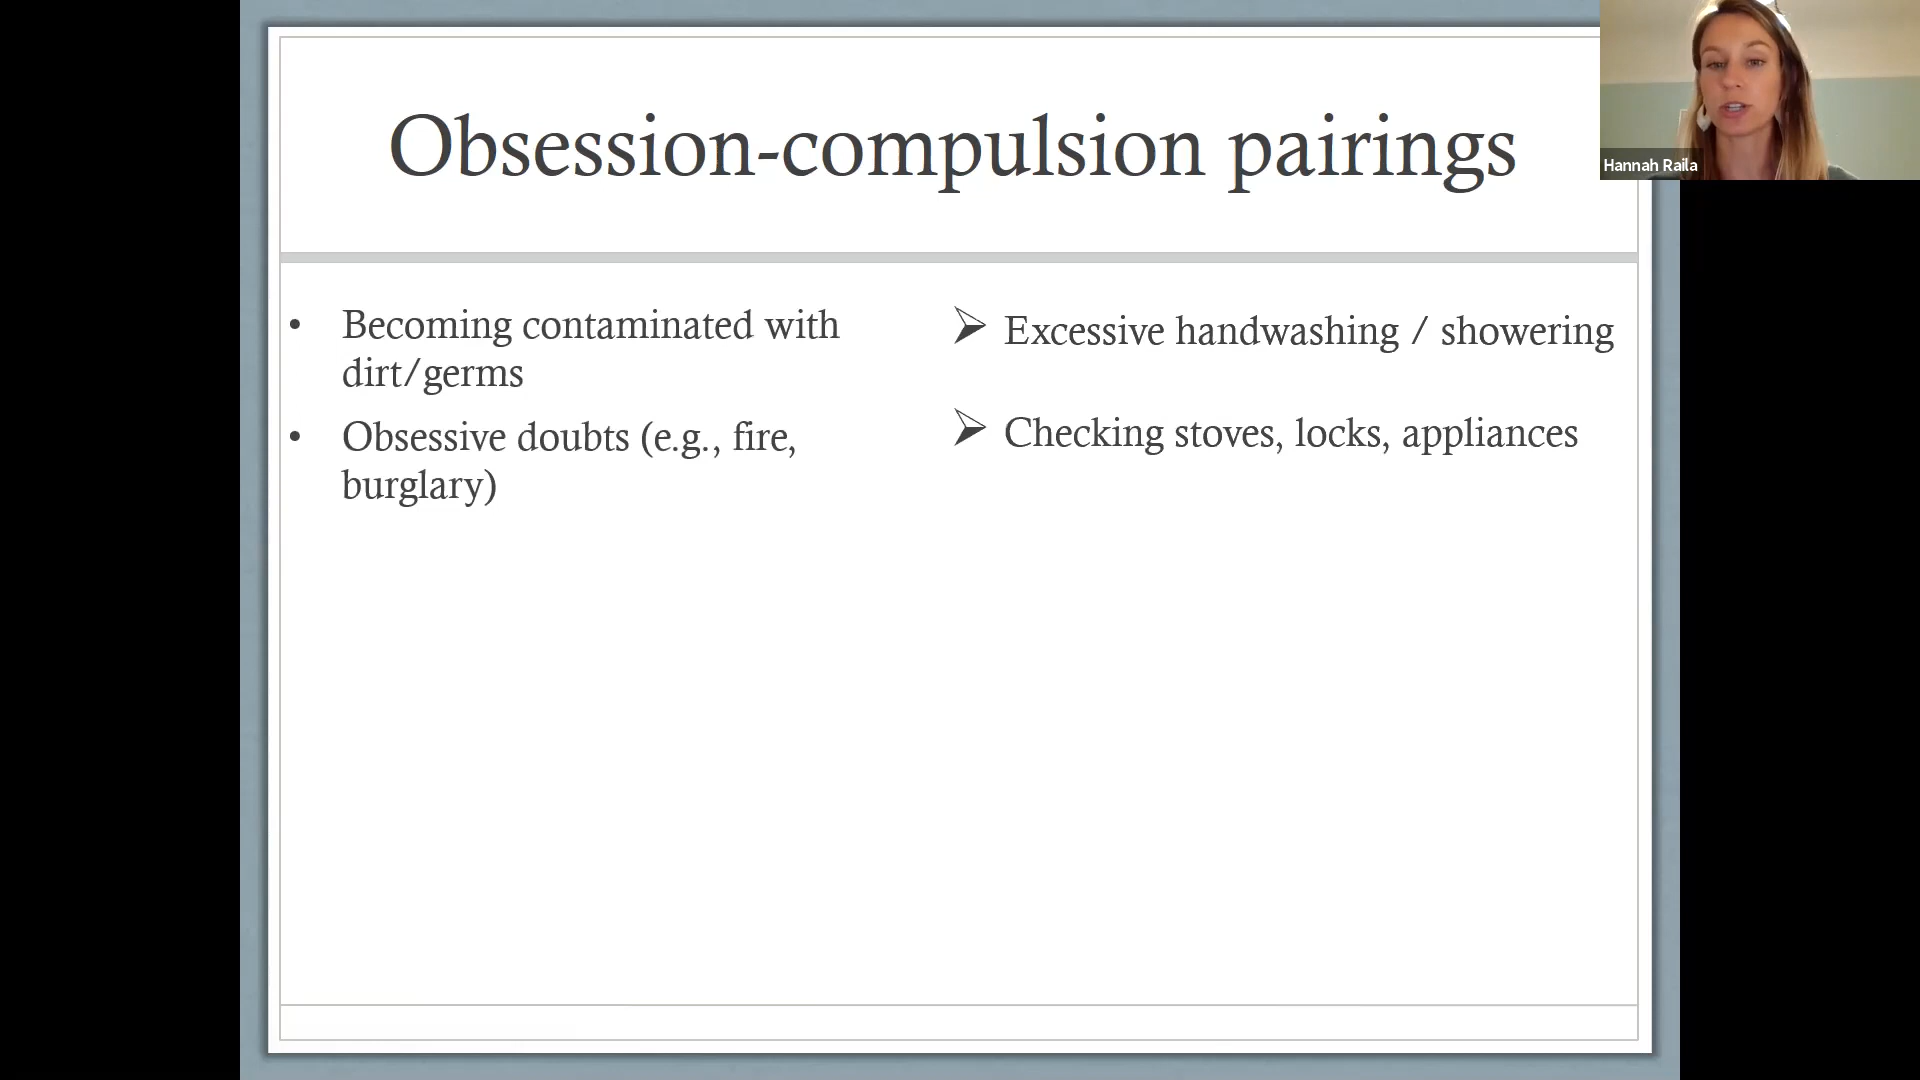 Obsession-compulsion pairings
Hannah Raila
• Becoming contaminated with
dirt/germs
• Obsessive doubts (e.g., fire,
burglary)
➢ Excessive handwashing / showering
➢ Checking stoves, locks, appliances